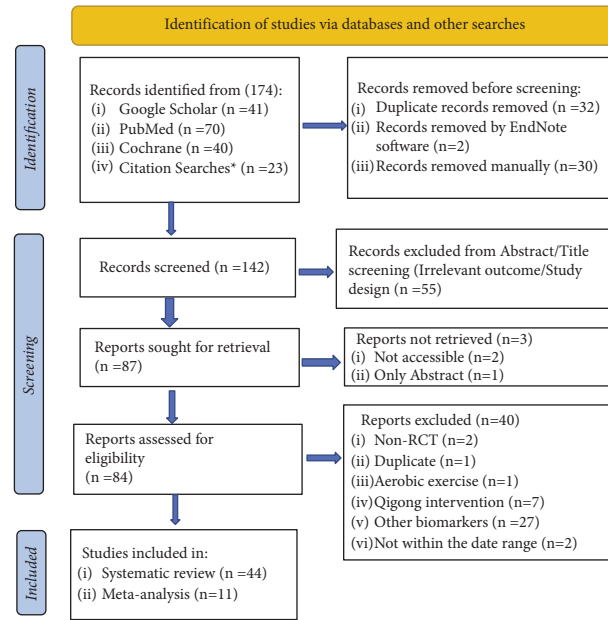 Identification of studies via databases and other searches
Identification
Records identified from (174):
(i) Google Scholar (n =41)
(ii) PubMed (n =70)
(iii) Cochrane (n =40)
(iv) Citation Searches* (n =23)
Records removed before screening:
(i) Duplicate records removed (n =32)
(ii) Records removed by EndNote
software (n=2)
(iii) Records removed manually (n=30)
Screening
Records screened (n =142)
Records excluded from Abstract/Title
screening (Irrelevant outcome/Study
design (n =55)
Reports sought for retrieval
(n =87)
Reports not retrieved (n=3)
(i) Not accessible (n=2)
(ii) Only Abstract (n=1)
Reports assessed for
eligibility
(n =84)
Reports excluded (n=40)
(i) Non-RCT (n=2)
(ii) Duplicate (n=1)
(iii) Aerobic exercise (n=1)
(iv) Qigong intervention (n=7)
(v) Other biomarkers (n =27)
(vi) Not within the date range (n=2)
Included
Studies included in:
(i) Systematic review (n =44)
(ii) Meta-analysis (n=11)